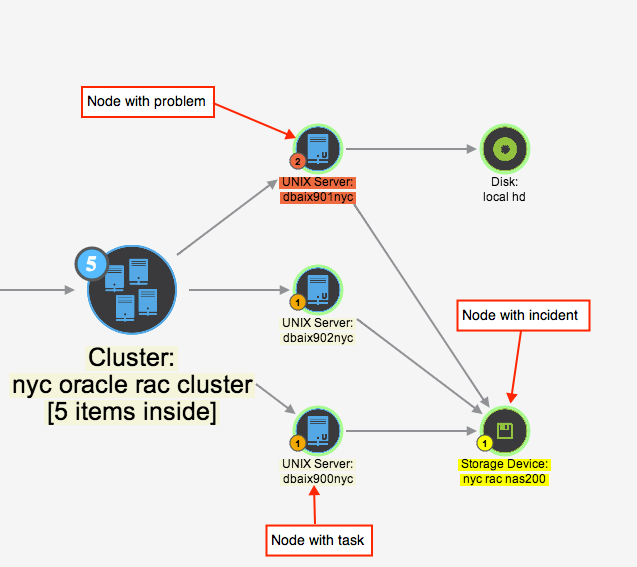 Node with problem
2
UNIX Server:
dbaix901nyc
Disk:
local hd
5
Cluster:
nyc oracle rac cluster
[5 items inside]
1
UNIX Server:
dbaix902nyc
Node with incident
1
UNIX Server:
dbaix900nyc
1
Storage Device:
nyc rac nas200
Node with task